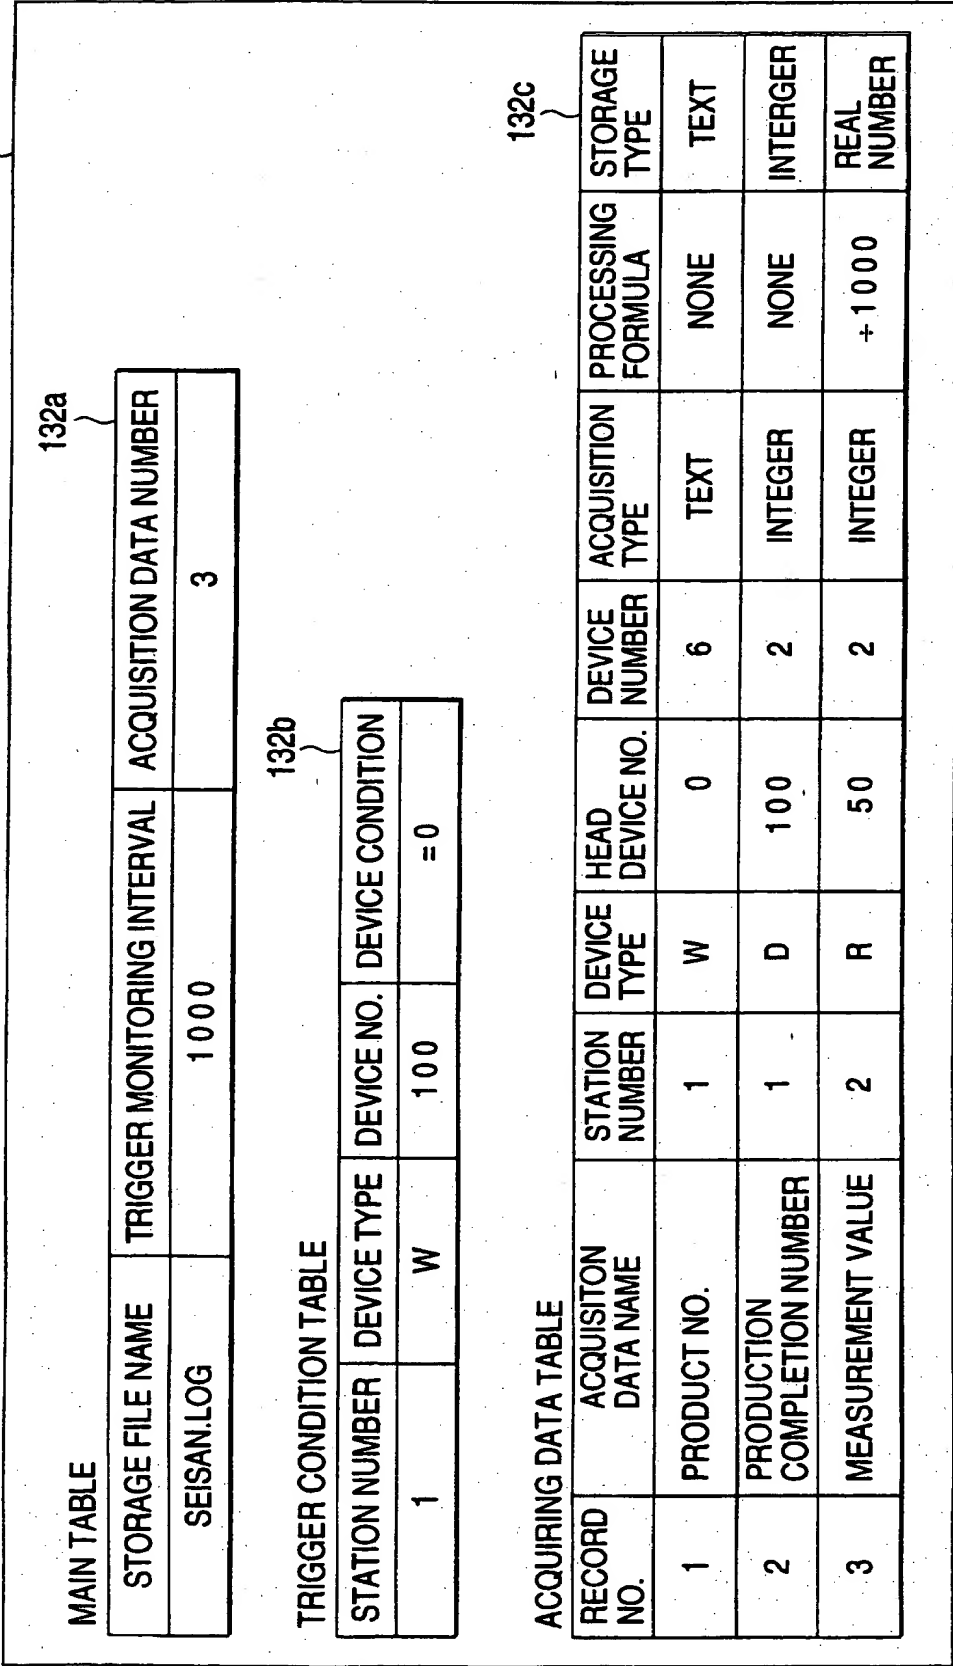 132a
MAIN TABLE
STORAGE FILE NAME TRIGGER MONITORING INTERVAL ACQUISITION DATA NUMBER
SEISAN.LOG 1000 3
132b
TRIGGER CONDITION TABLE
STATION NUMBER DEVICE TYPE DEVICE NO. DEVICE CONDITION
1 W 100 =0
132c
ACQUIRING DATA TABLE
RECORD ACQUISITON STATION DEVICE HEAD DEVICE ACQUISITION PROCESSING STORAGE
NO. DATA NAME NUMBER TYPE DEVICE NO. NUMBER TYPE FORMULA TYPE
1 PRODUCT NO. 1 W 0 6 TEXT NONE TEXT
2 PRODUCTION
COMPLETION NUMBER 1 D 100 2 INTEGER NONE INTERGER
3 MEASUREMENT VALUE 2 R 50 2 INTEGER ÷1000 REAL
NUMBER